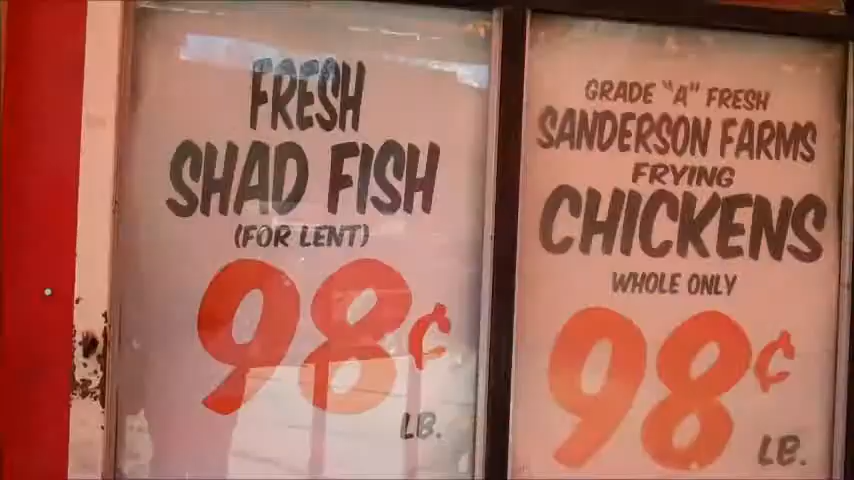 FRESH
SHAD FISH
(FOR LENT)
98¢
LB.
GRADE "A" FRESH
SANDERSON FARMS
FRYING
CHICKENS
WHOLE ONLY
98¢
LB.